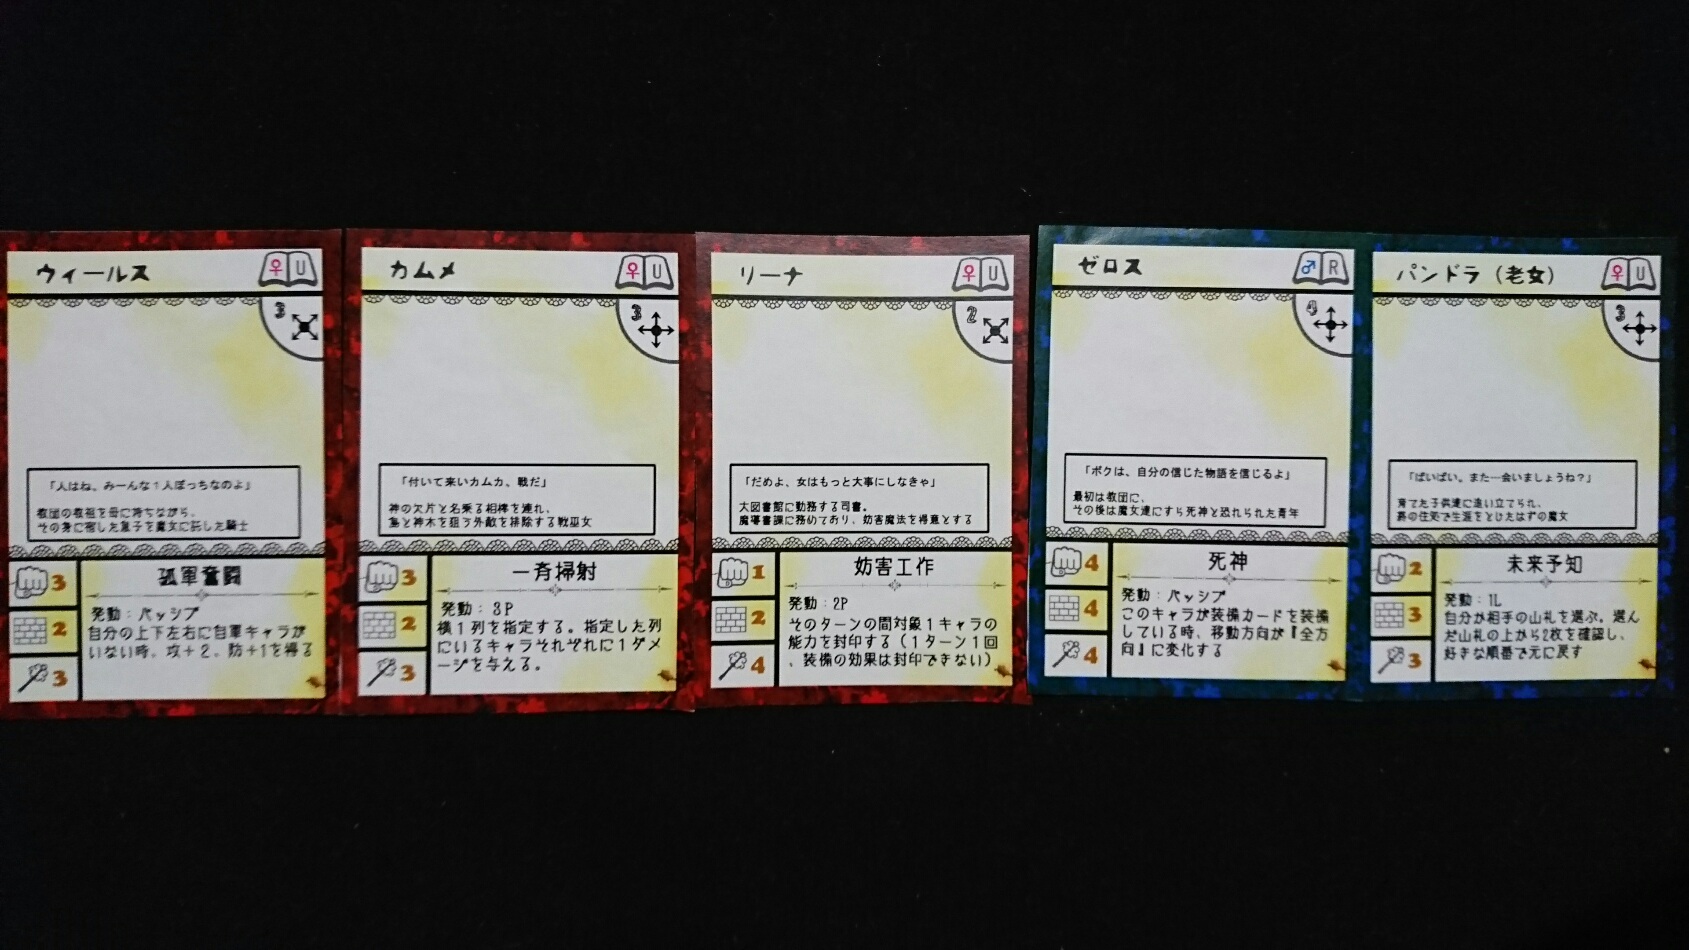 ウィールス
♀ U
3
「人はね、みーんな1人ぼっちなのよ」
教団の教祖を母に持ちながら、
その身に宿した息子を魔女に託した騎士
3
2
3
孤軍奮闘
発動：パッシブ
自分の上下左右に自軍キャラが
いない時、攻+2、防+1を得る
カムメ
♀ U
3
「付いて来いカムカ、戦だ」
神の欠片と名乗る相棒を連れ、
島と神木を狙う外敵を排除する戦巫女
3
2
3
一斉掃射
発動：3P
横1列を指定する。指定した列
にいるキャラそれぞれに1ダメ
ージを与える。
リーナ
♀ U
2
「だめよ、女はもっと大事にしなきゃ」
大図書館に勤務する司書。
魔導書課に務めており、妨害魔法を得意とする
1
2
4
妨害工作
発動：2P
そのターンの間対象1キャラの
能力を封印する（1ターン1回
、装備の効果は封印できない）
ゼロス
♂ R
4
「ボクは、自分の信じた物語を信じるよ」
最初は教団に、
その後は魔女達にすら死神と恐れられた青年
4
4
4
死神
発動：パッシブ
このキャラが装備カードを装備
している時、移動方向が『全方
向』に変化する
パンドラ（老女）
♀ U
3
「ばいばい。また一会いましょうね？」
育てた子供達に追い立てられ、
の住処で生涯をとじたはずの魔女
2
3
3
未来予知
発動：1L
自分か相手の山札を選ぶ。選ん
だ山札の上から2枚を確認し、
好きな順番で元に戻す